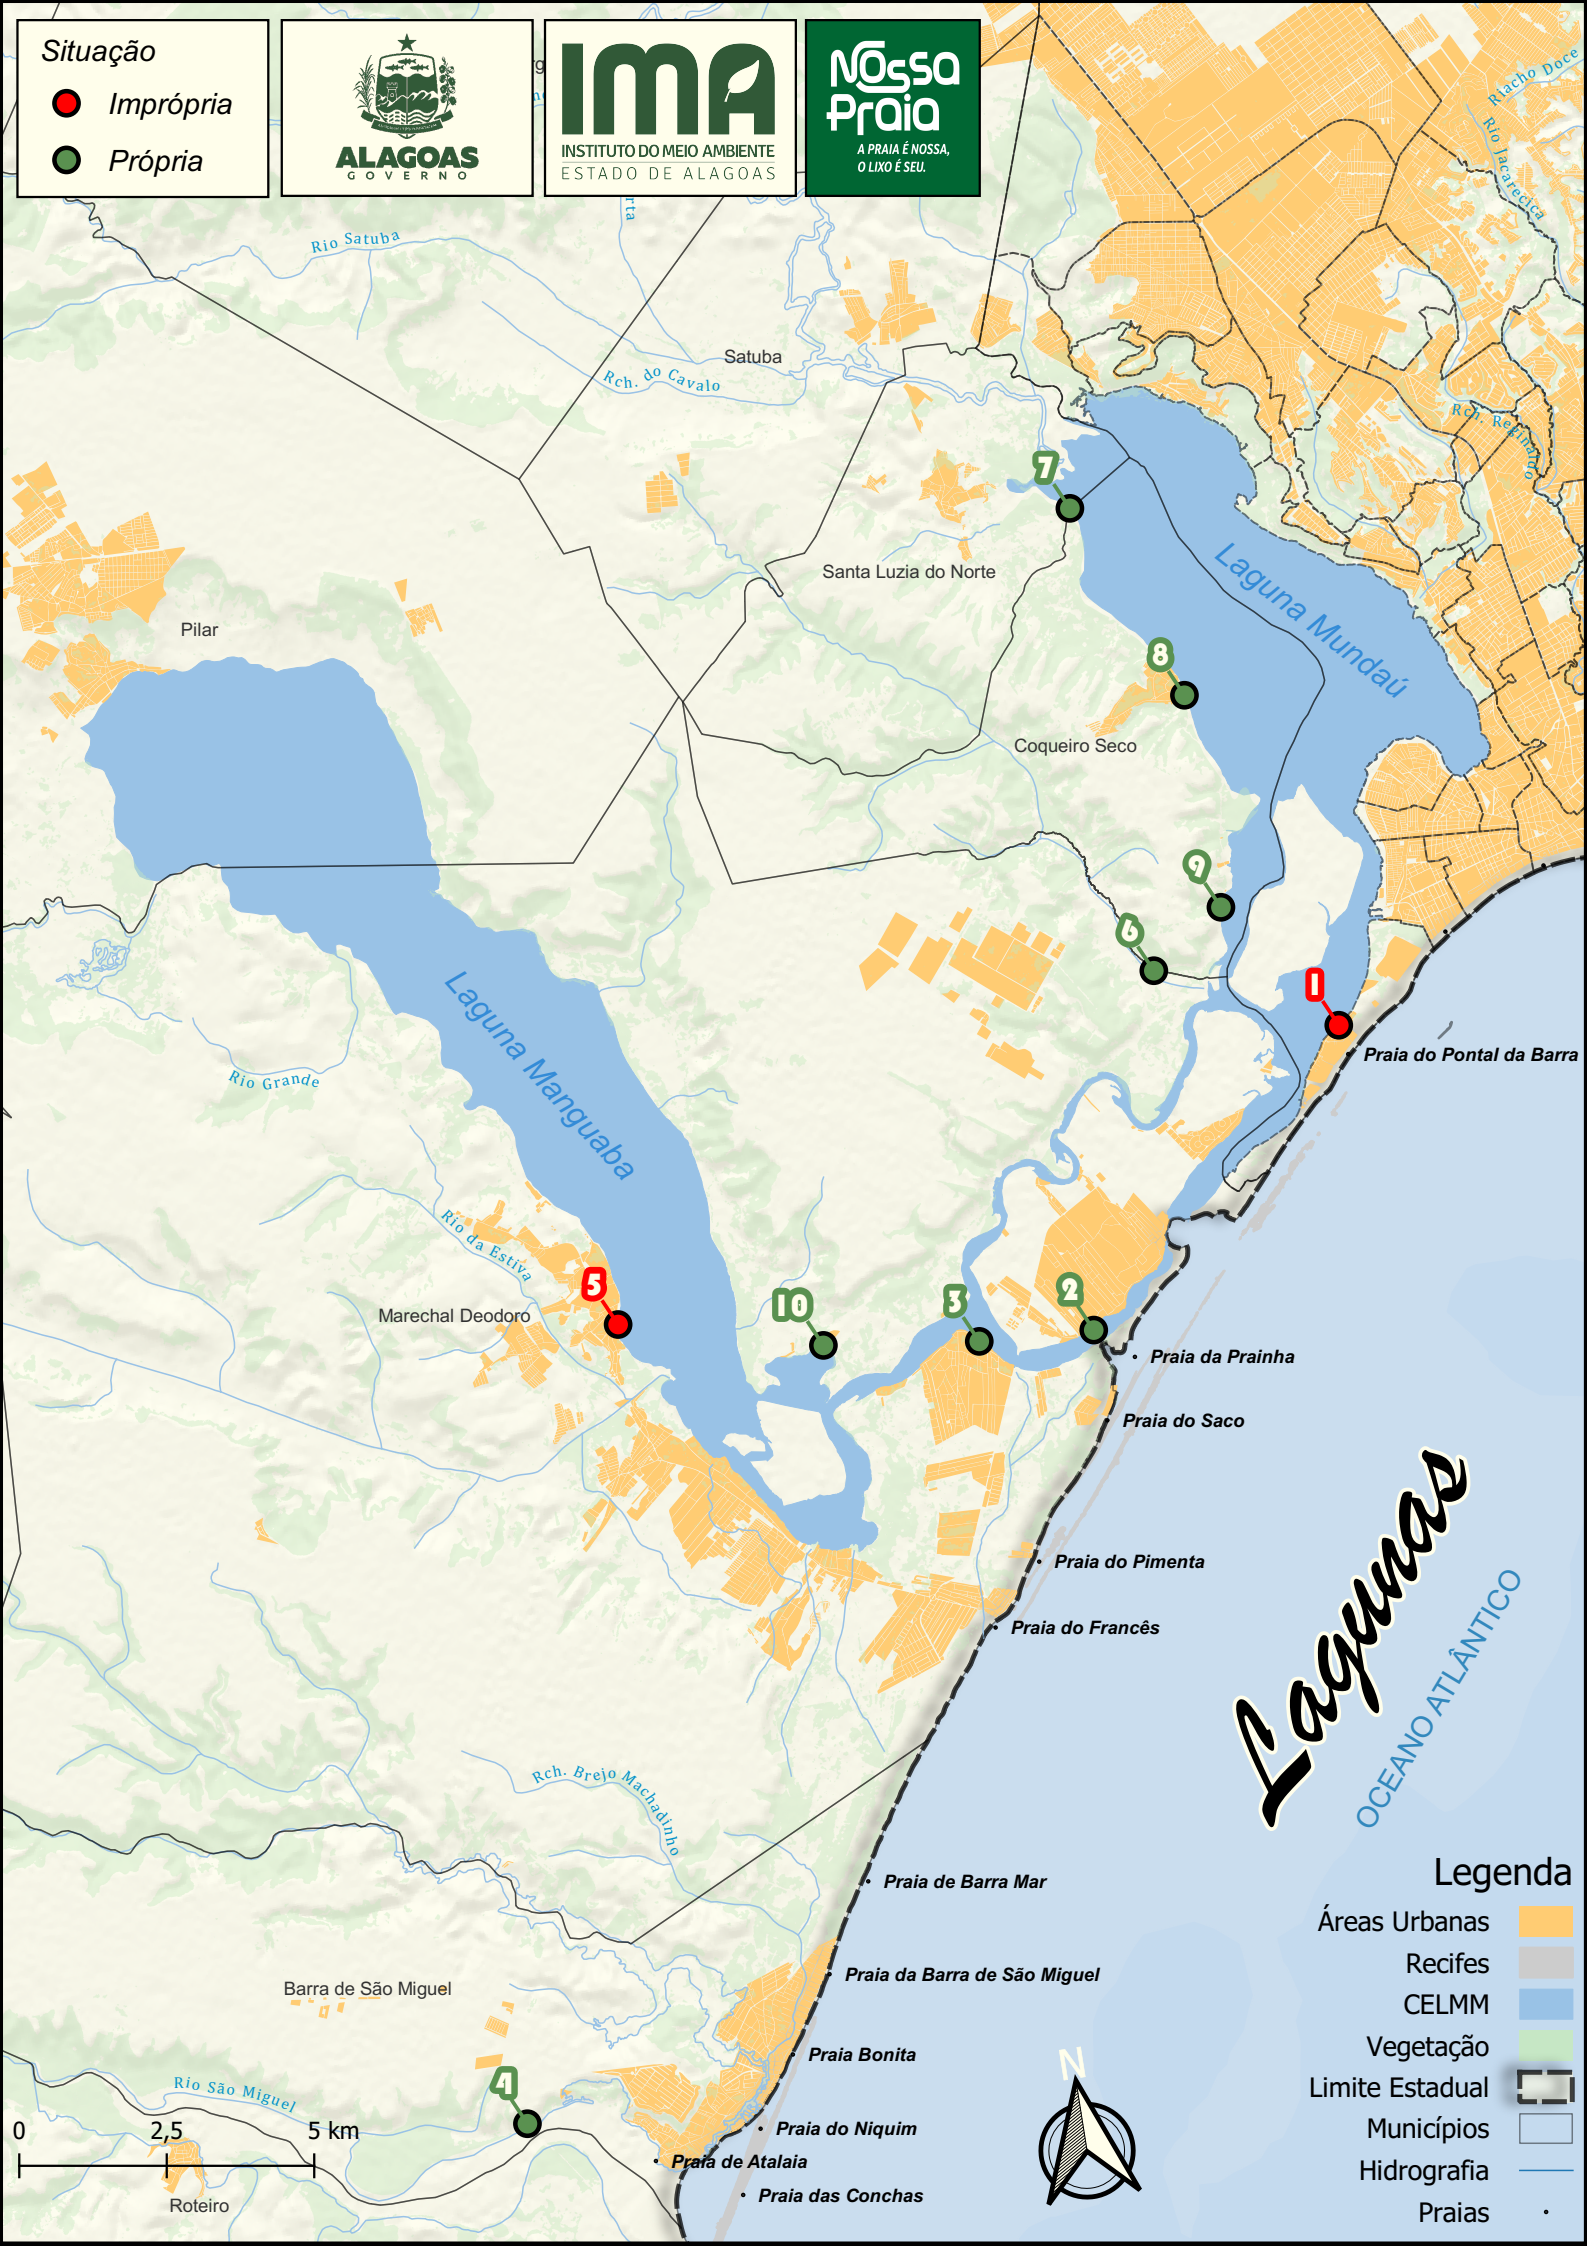 Situação
Imprópria
Própria
ALAGOAS
GOVERNO
IMA
INSTITUTO DO MEIO AMBIENTE
ESTADO DE ALAGOAS
Nossa
Praia
A PRAIA É NOSSA,
O LIXO É SEU.
Riacho Doce
Rio Jacarecica
Rio Satuba
Satuba
Rch. do Cavalo
Rch. Reginaldo
7
Santa Luzia do Norte
Laguna Mundaú
Pilar
8
Coqueiro Seco
9
6
1
Laguna Manguaba
Praia do Pontal da Barra
Rio Grande
Rio da Estiva
5
10
3
2
Marechal Deodoro
Praia da Prainha
Praia do Saco
Praia do Pimenta
Praia do Francês
Lagunas
OCEANO ATLÂNTICO
Rch. Brejo Machadinho
Praia de Barra Mar
Praia da Barra de São Miguel
Barra de São Miguel
Praia Bonita
4
Rio São Miguel
Praia do Niquim
Praia de Atalaia
Praia das Conchas
Roteiro
0 2,5 5 km
N
Legenda
Áreas Urbanas
Recifes
CELMM
Vegetação
Limite Estadual
Municípios
Hidrografia
Praias